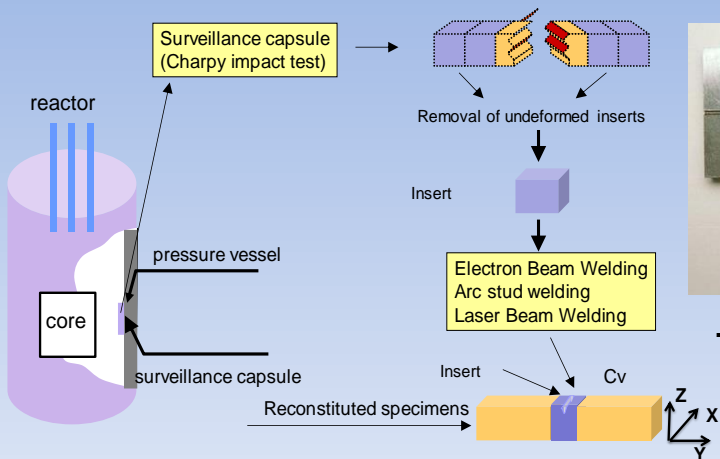 Surveillance capsule
(Charpy impact test)
reactor
Removal of undeformed inserts
Insert
pressure vessel
Electron Beam Welding
Arc stud welding
Laser Beam Welding
core
surveillance capsule
Insert
Cv
Reconstituted specimens
Z
X
Y